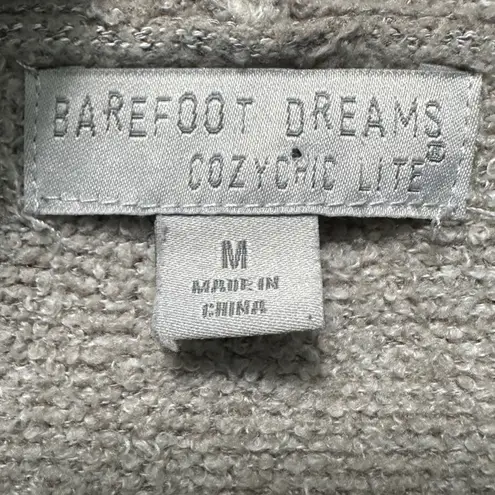 BAREFOOT DREAMS
COZYCHIC LITE®
M
MADE IN
CHINA